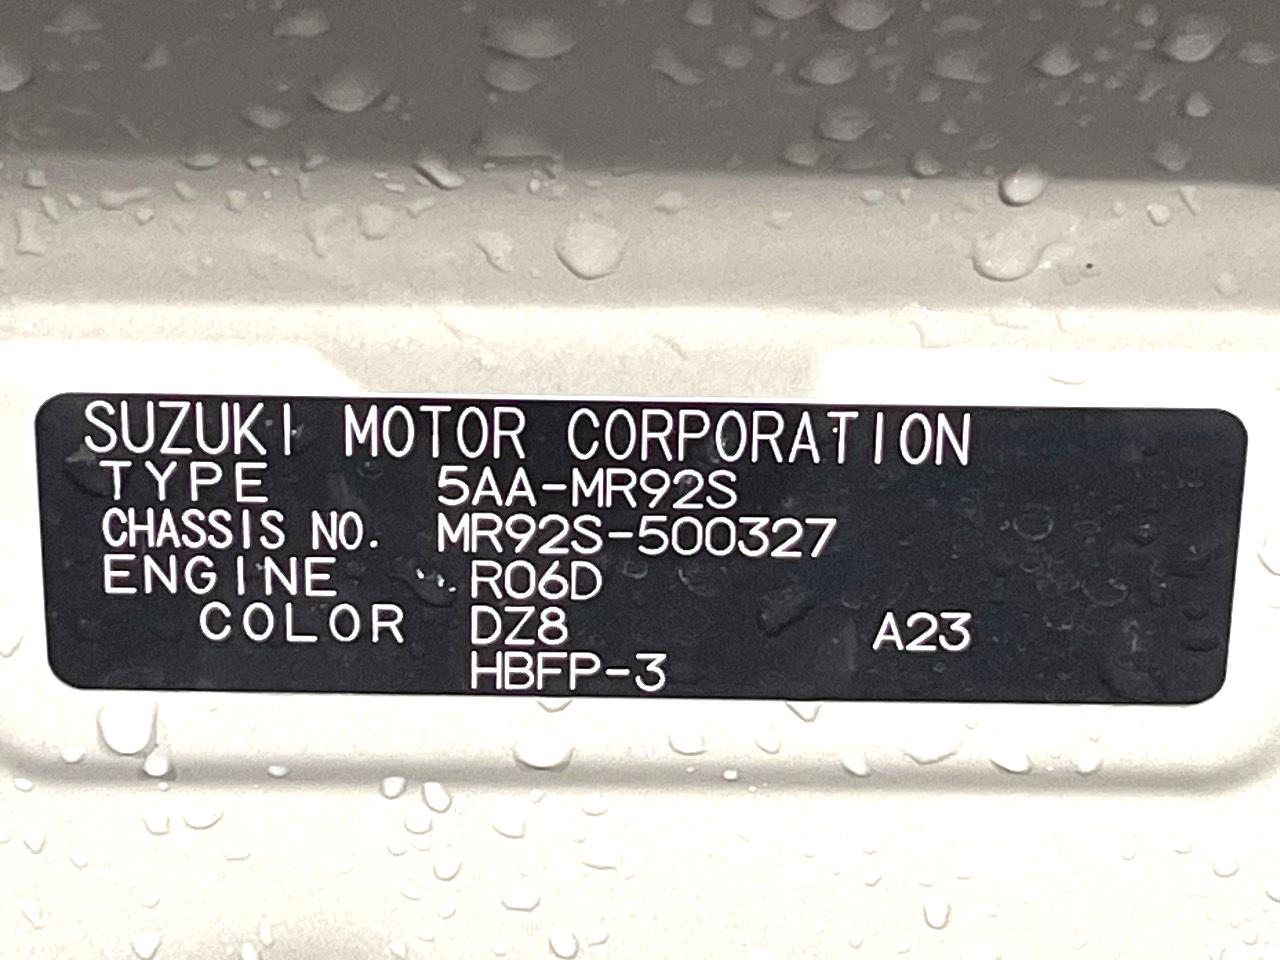 SUZUKI MOTOR CORPORATION
TYPE 5AA-MR92S
CHASSIS NO. MR92S-500327
ENGINE R06D
COLOR DZ8 A23
HBFP-3